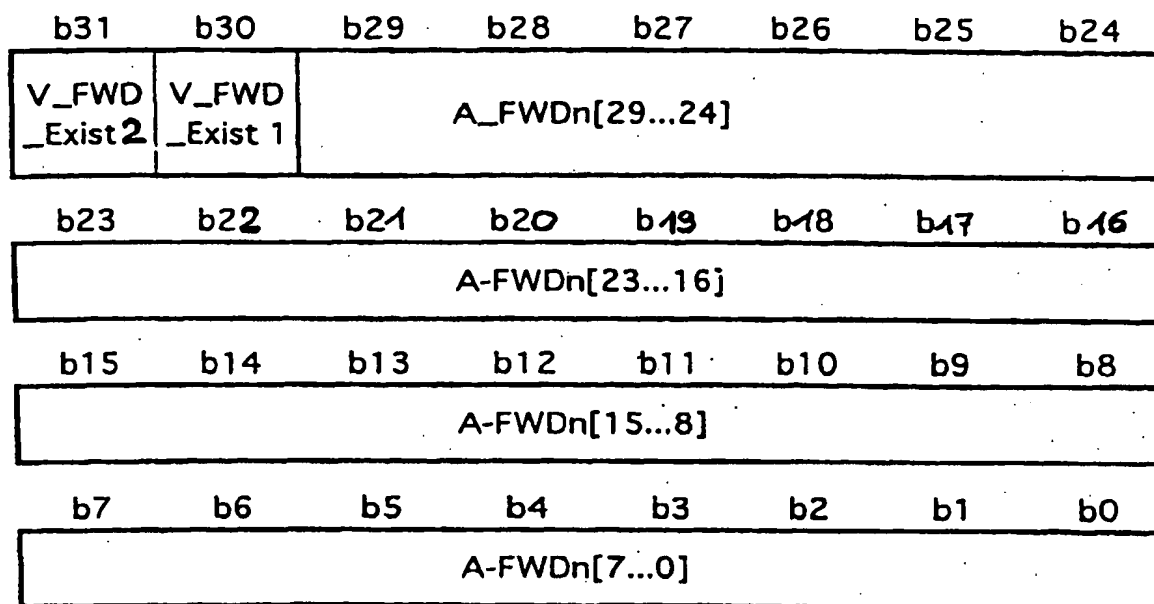 b31 b30 b29 b28 b27 b26 b25 b24
V_FWD V_FWD
_Exist 2 _Exist 1
A_FWDn[29...24]
b23 b22 b21 b20 b19 b18 b17 b16
A-FWDn[23...16]
b15 b14 b13 b12 b11 b10 b9 b8
A-FWDn[15...8]
b7 b6 b5 b4 b3 b2 b1 b0
A-FWDn[7...0]